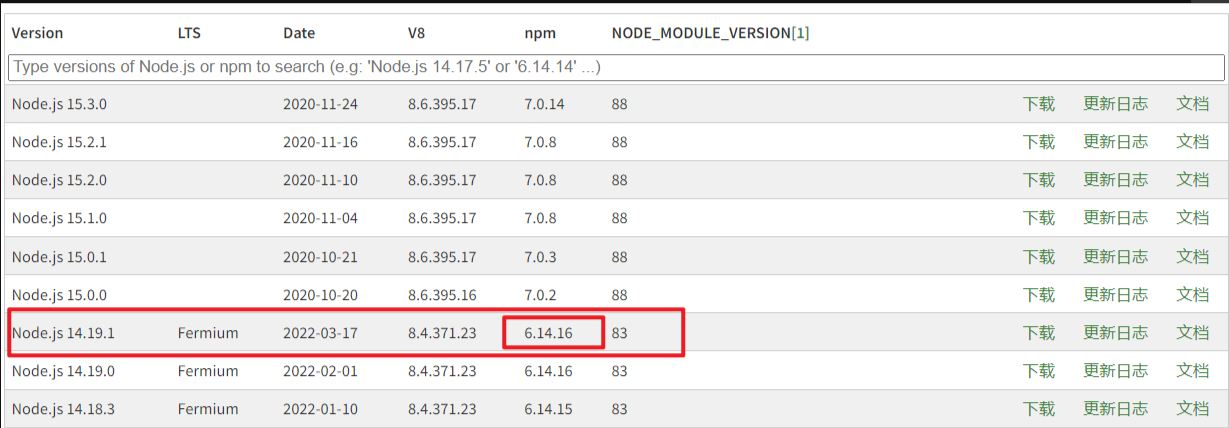 Version LTS Date V8 npm NODE_MODULE_VERSION[1]
Type versions of Node.js or npm to search (e.g: 'Node.js 14.17.5' or '6.14.14' ...)
Node.js 15.3.0 2020-11-24 8.6.395.17 7.0.14 88 下载 更新日志 文档
Node.js 15.2.1 2020-11-16 8.6.395.17 7.0.8 88 下载 更新日志 文档
Node.js 15.2.0 2020-11-10 8.6.395.17 7.0.8 88 下载 更新日志 文档
Node.js 15.1.0 2020-11-04 8.6.395.17 7.0.8 88 下载 更新日志 文档
Node.js 15.0.1 2020-10-21 8.6.395.17 7.0.3 88 下载 更新日志 文档
Node.js 15.0.0 2020-10-20 8.6.395.16 7.0.2 88 下载 更新日志 文档
Node.js 14.19.1 Fermium 2022-03-17 8.4.371.23 6.14.16 83 下载 更新日志 文档
Node.js 14.19.0 Fermium 2022-02-01 8.4.371.23 6.14.16 83 下载 更新日志 文档
Node.js 14.18.3 Fermium 2022-01-10 8.4.371.23 6.14.15 83 下载 更新日志 文档